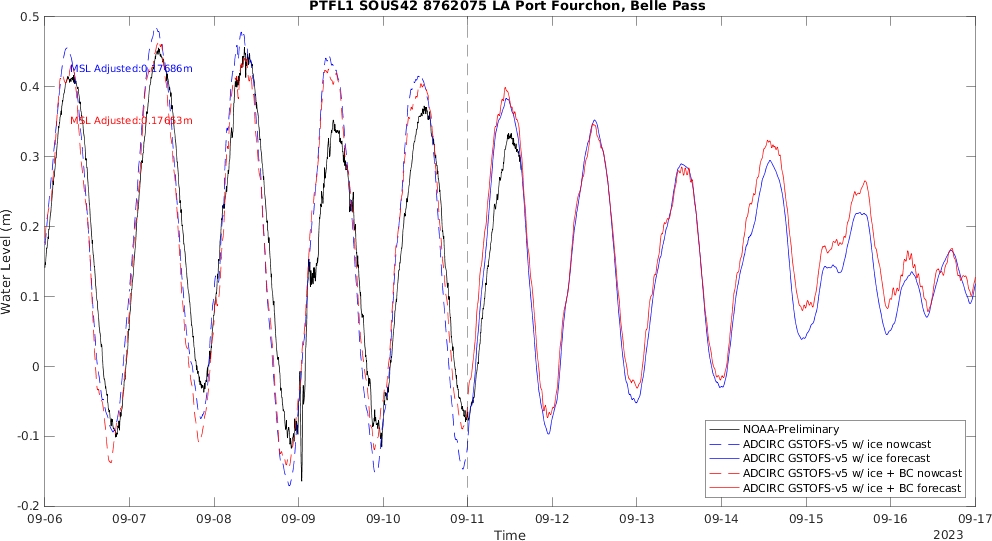 PTFL1 SOUS42 8762075 LA Port Fourchon, Belle Pass
0.5
0.4
0.3
0.2
0.1
0
-0.1
-0.2
Water Level (m)
MSL Adjusted:0.17686m
MSL Adjusted:0.17653m
NOAA-Preliminary
ADCIRC GSTOFS-v5 w/ ice nowcast
ADCIRC GSTOFS-v5 w/ ice forecast
ADCIRC GSTOFS-v5 w/ ice + BC nowcast
ADCIRC GSTOFS-v5 w/ ice + BC forecast
09-06 09-07 09-08 09-09 09-10 09-11 09-12 09-13 09-14 09-15 09-16 09-17
Time
2023